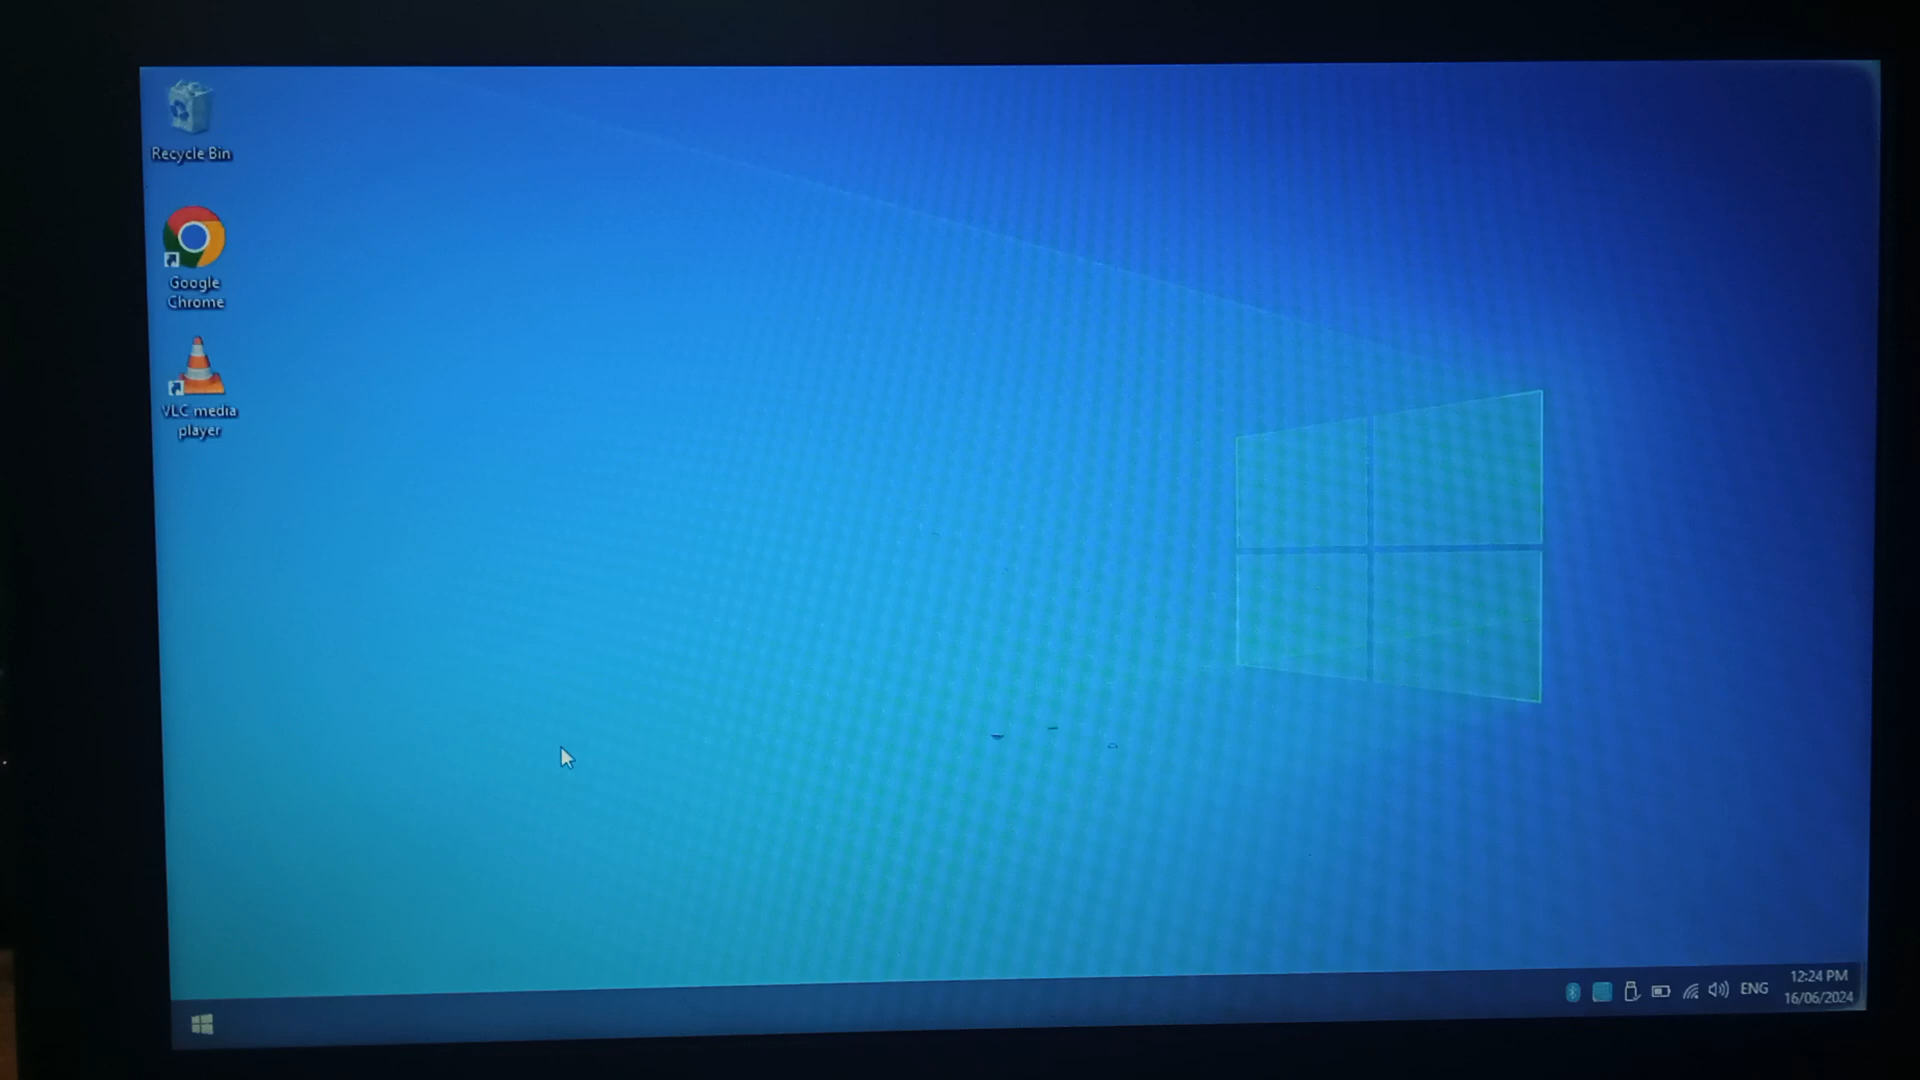 Recycle Bin
Google
Chrome
VLC media
player
ENG
12:24 PM
16/06/2024